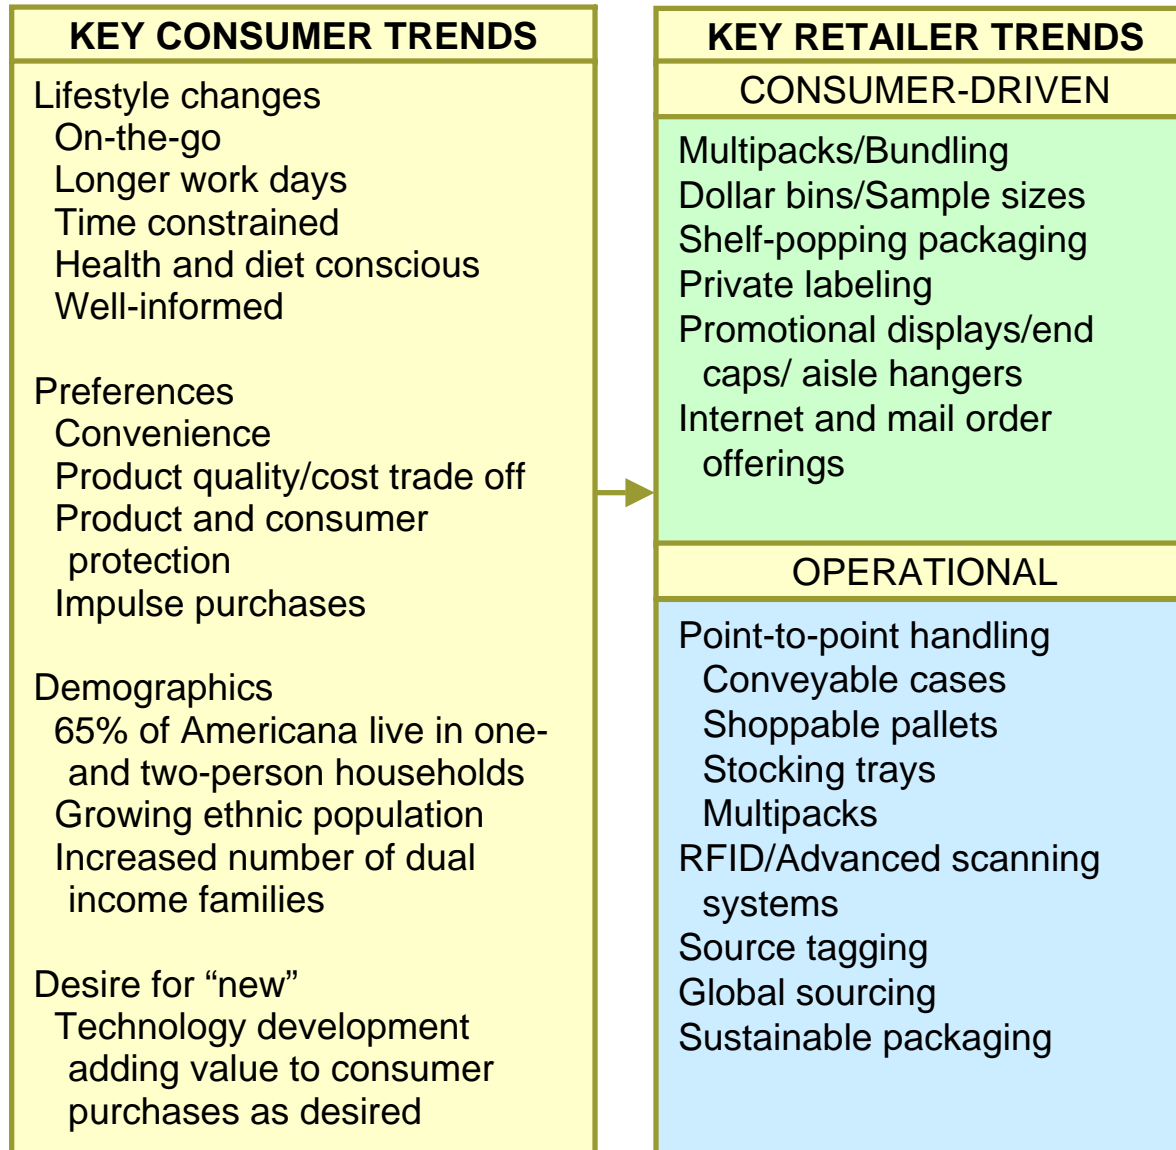 KEY CONSUMER TRENDS
Lifestyle changes
On-the-go
Longer work days
Time constrained
Health and diet conscious
Well-informed
Preferences
Convenience
Product quality/cost trade off
Product and consumer
protection
Impulse purchases
Demographics
65% of Americana live in one-
and two-person households
Growing ethnic population
Increased number of dual
income families
Desire for “new”
Technology development
adding value to consumer
purchases as desired
KEY RETAILER TRENDS
CONSUMER-DRIVEN
Multipacks/Bundling
Dollar bins/Sample sizes
Shelf-popping packaging
Private labeling
Promotional displays/end
caps/ aisle hangers
Internet and mail order
offerings
OPERATIONAL
Point-to-point handling
Conveyable cases
Shoppable pallets
Stocking trays
Multipacks
RFID/Advanced scanning
systems
Source tagging
Global sourcing
Sustainable packaging